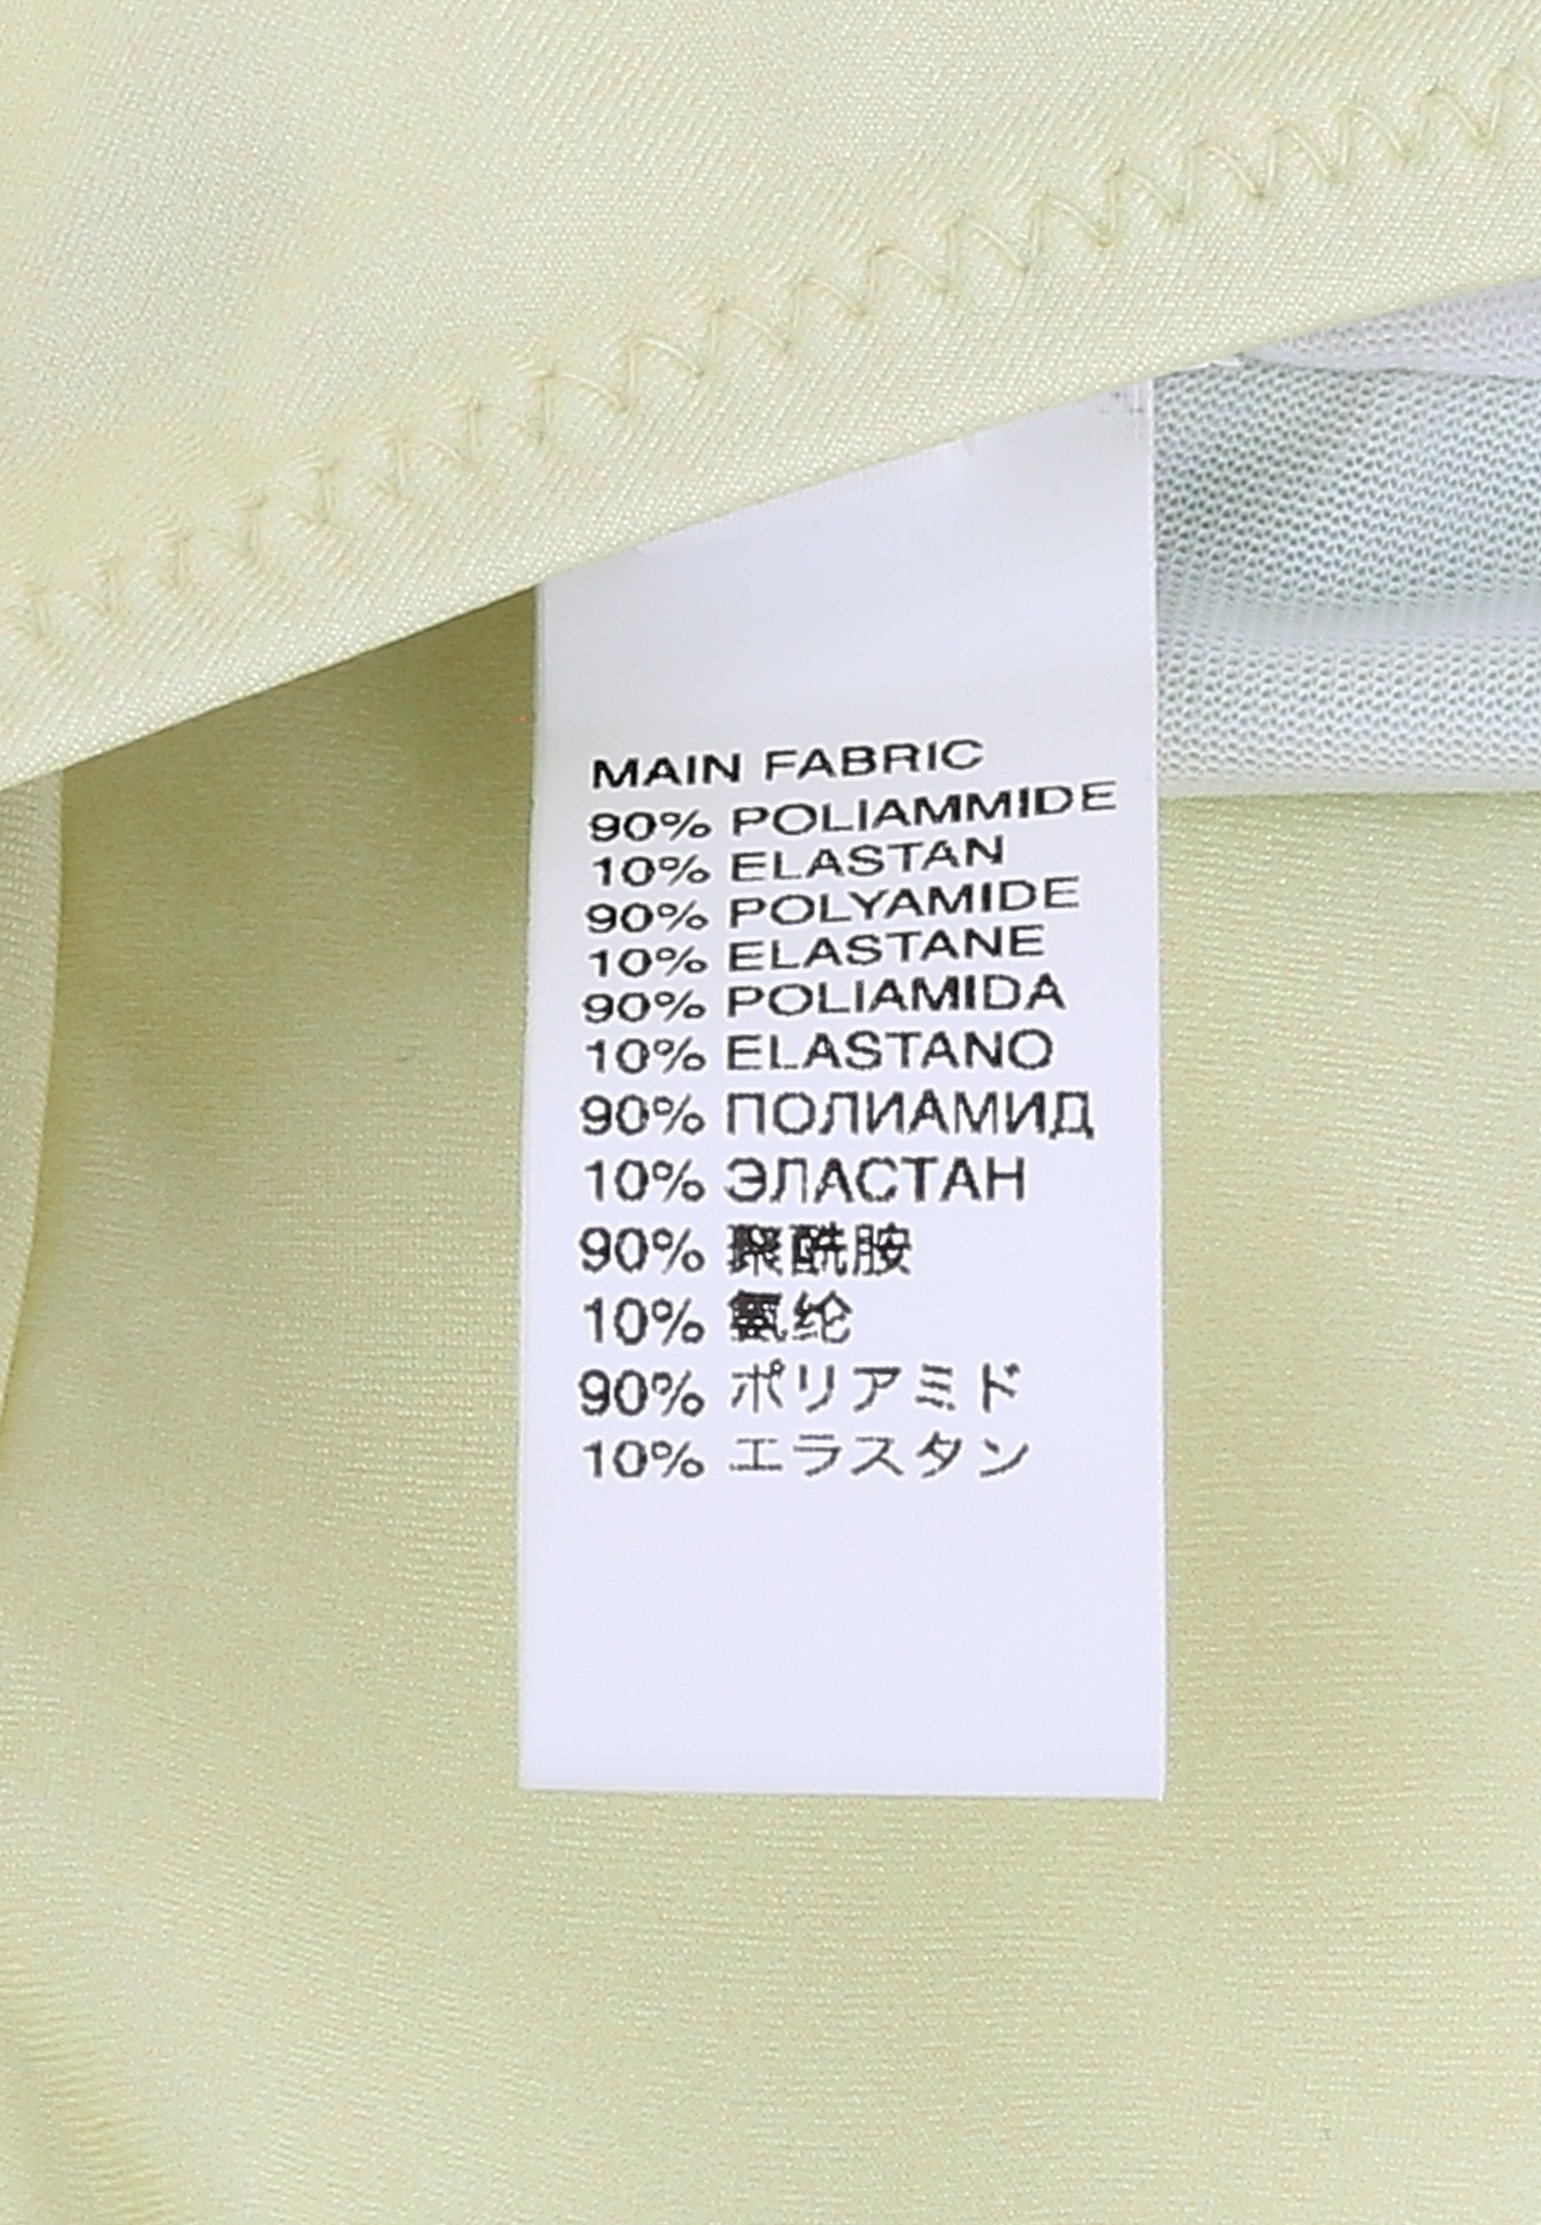 MAIN FABRIC
90% POLIAMMIDE
10% ELASTAN
90% POLYAMIDE
10% ELASTANE
90% POLIAMIDA
10% ELASTANO
90% ПОЛИАМИД
10% ЭЛАСТАН
90% 聚酰胺
10% 氨纶
90% ポリアミド
10% エラスタン